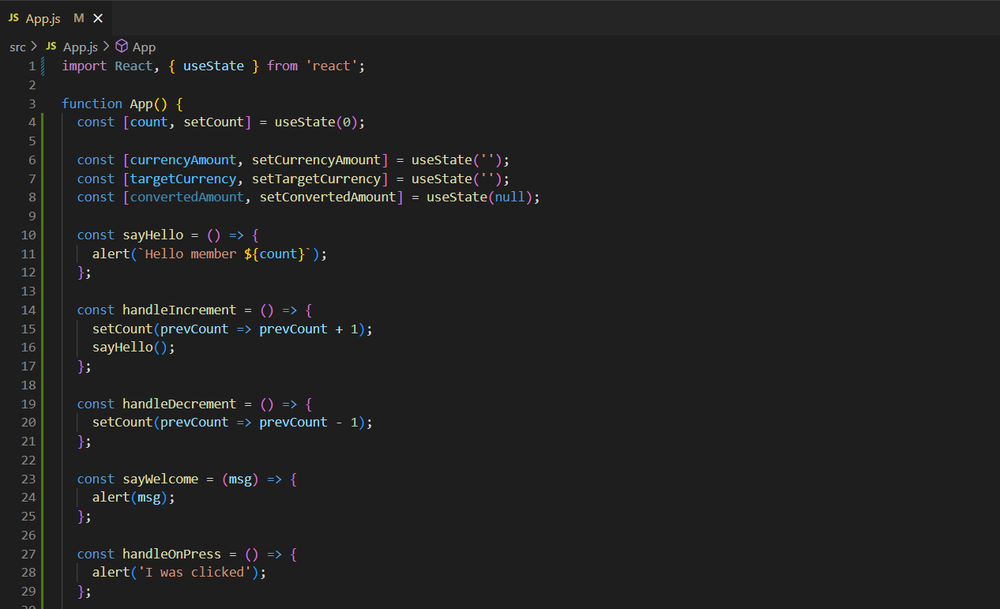 JS App.js M
src > JS App.js > App
1 import React, { useState } from 'react';
2
3 function App() {
4   const [count, setCount] = useState(0);
5
6   const [currencyAmount, setCurrencyAmount] = useState('');
7   const [targetCurrency, setTargetCurrency] = useState('');
8   const [convertedAmount, setConvertedAmount] = useState(null);
9
10   const sayHello = () => {
11     alert(`Hello member ${count}`);
12   };
13
14   const handleIncrement = () => {
15     setCount(prevCount => prevCount + 1);
16     sayHello();
17   };
18
19   const handleDecrement = () => {
20     setCount(prevCount => prevCount - 1);
21   };
22
23   const sayWelcome = (msg) => {
24     alert(msg);
25   };
26
27   const handleOnPress = () => {
28     alert('I was clicked');
29   };